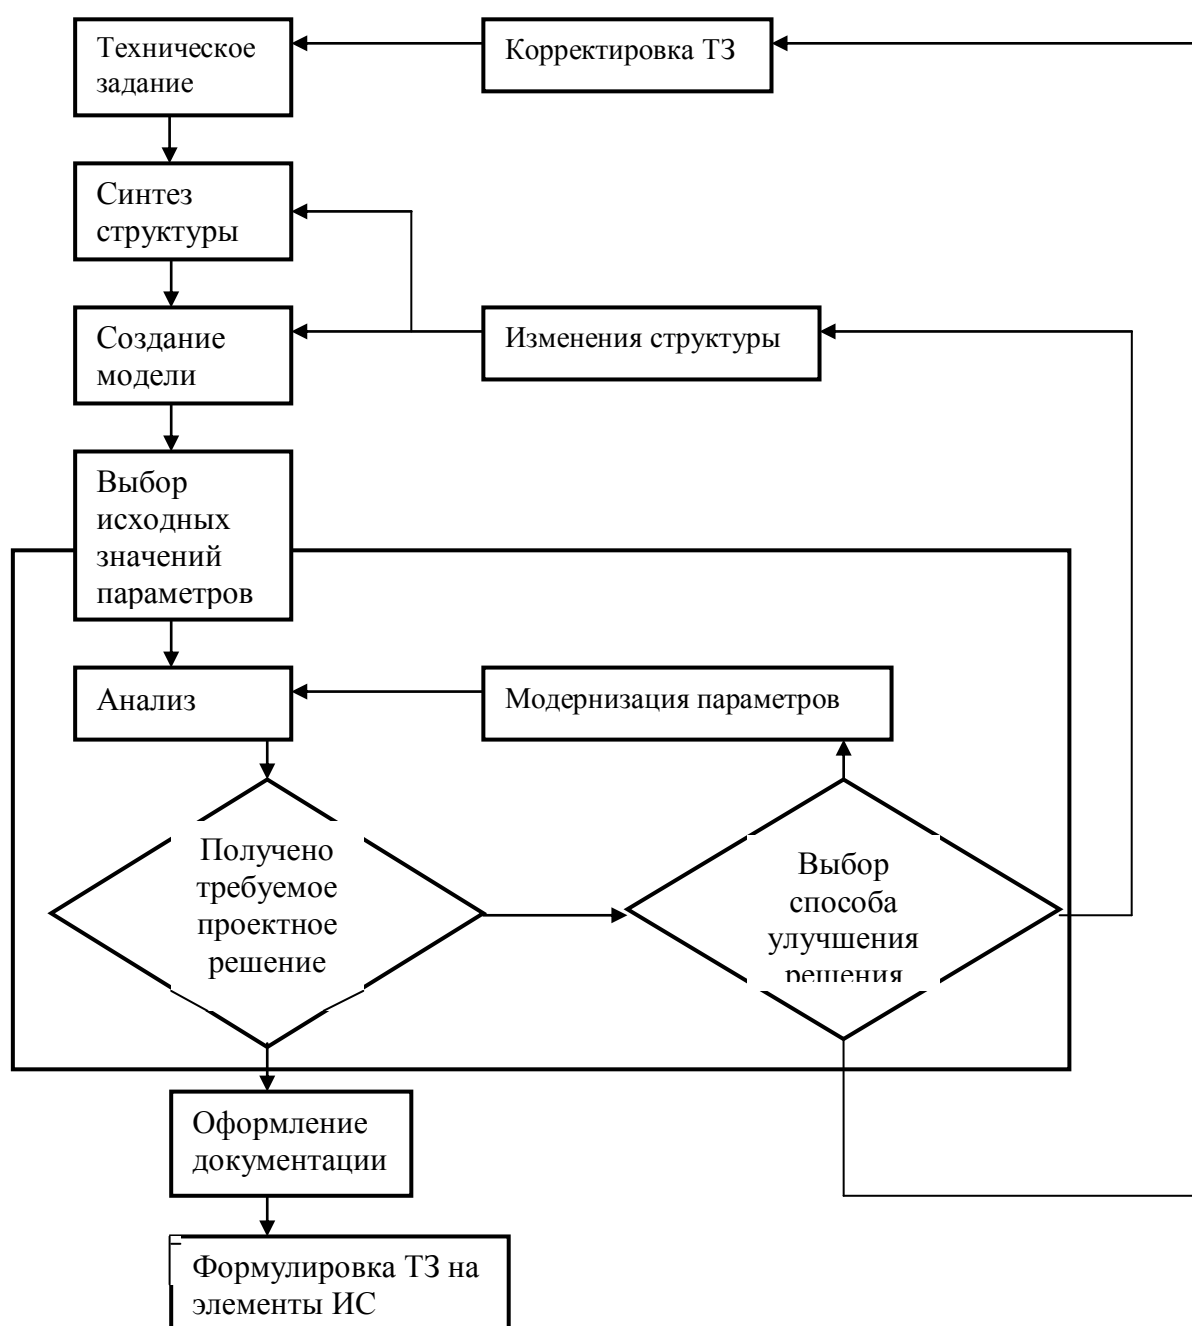 Техническое
задание
Корректировка ТЗ
Синтез
структуры
Создание
модели
Изменения структуры
Выбор
исходных
значений
параметров
Анализ
Модернизация параметров
Получено
требуемое
проектное
решение
Выбор
способа
улучшения
решения
Оформление
документации
Формулировка ТЗ на
элементы ИС